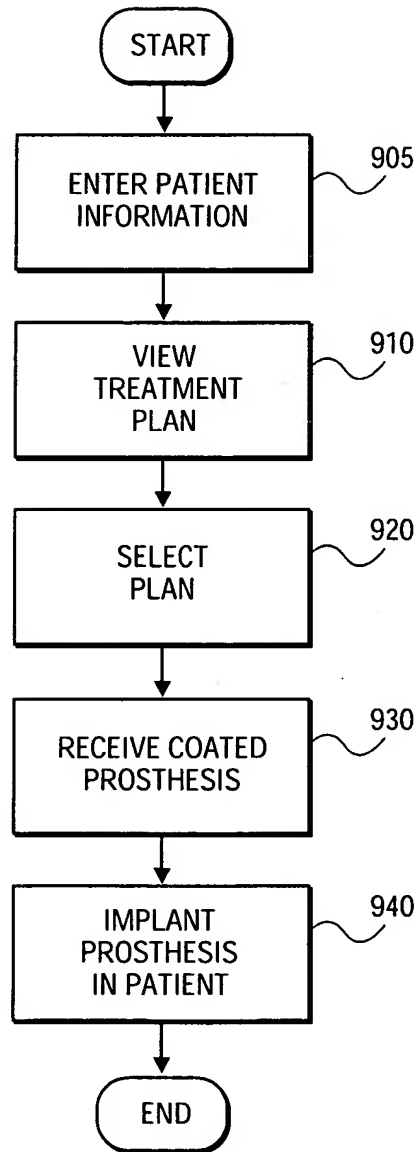 START
905
ENTER PATIENT
INFORMATION
910
VIEW
TREATMENT
PLAN
920
SELECT
PLAN
930
RECEIVE COATED
PROSTHESIS
940
IMPLANT
PROSTHESIS
IN PATIENT
END